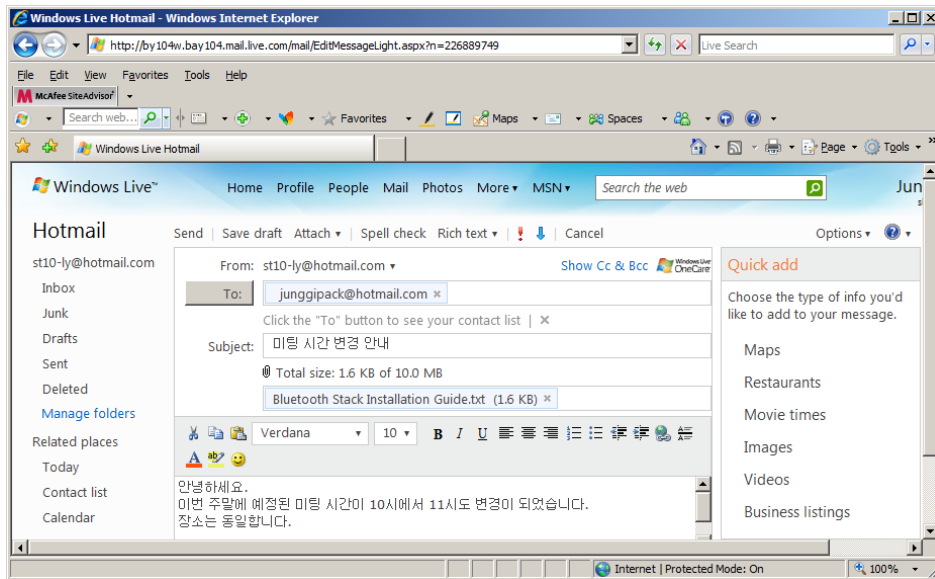 Windows Live Hotmail - Windows Internet Explorer
http://by104w.bay104.mail.live.com/mail/EditMessageLight.aspx?n=226889749
Live Search
File Edit View Favorites Tools Help
McAfee SiteAdvisor
Search web... Favorites Maps Spaces
Windows Live Hotmail Page Tools »
Windows Live™ Home Profile People Mail Photos More MSN Search the web Jun
Hotmail Send | Save draft Attach | Spell check Rich text | Cancel Options
st10-ly@hotmail.com
Inbox
Junk
Drafts
Sent
Deleted
Manage folders
Related places
Today
Contact list
Calendar
From: st10-ly@hotmail.com Show Cc & Bcc Windows Live OneCare
To: junggipack@hotmail.com ×
Click the "To" button to see your contact list | ×
Subject: 미팅 시간 변경 안내
Total size: 1.6 KB of 10.0 MB
Bluetooth Stack Installation Guide.txt (1.6 KB) ×
Verdana 10 B I U
A ab
안녕하세요.
이번 주말에 예정된 미팅 시간이 10시에서 11시도 변경이 되었습니다.
장소는 동일합니다.
Quick add
Choose the type of info you'd
like to add to your message.
Maps
Restaurants
Movie times
Images
Videos
Business listings
Internet | Protected Mode: On 100%